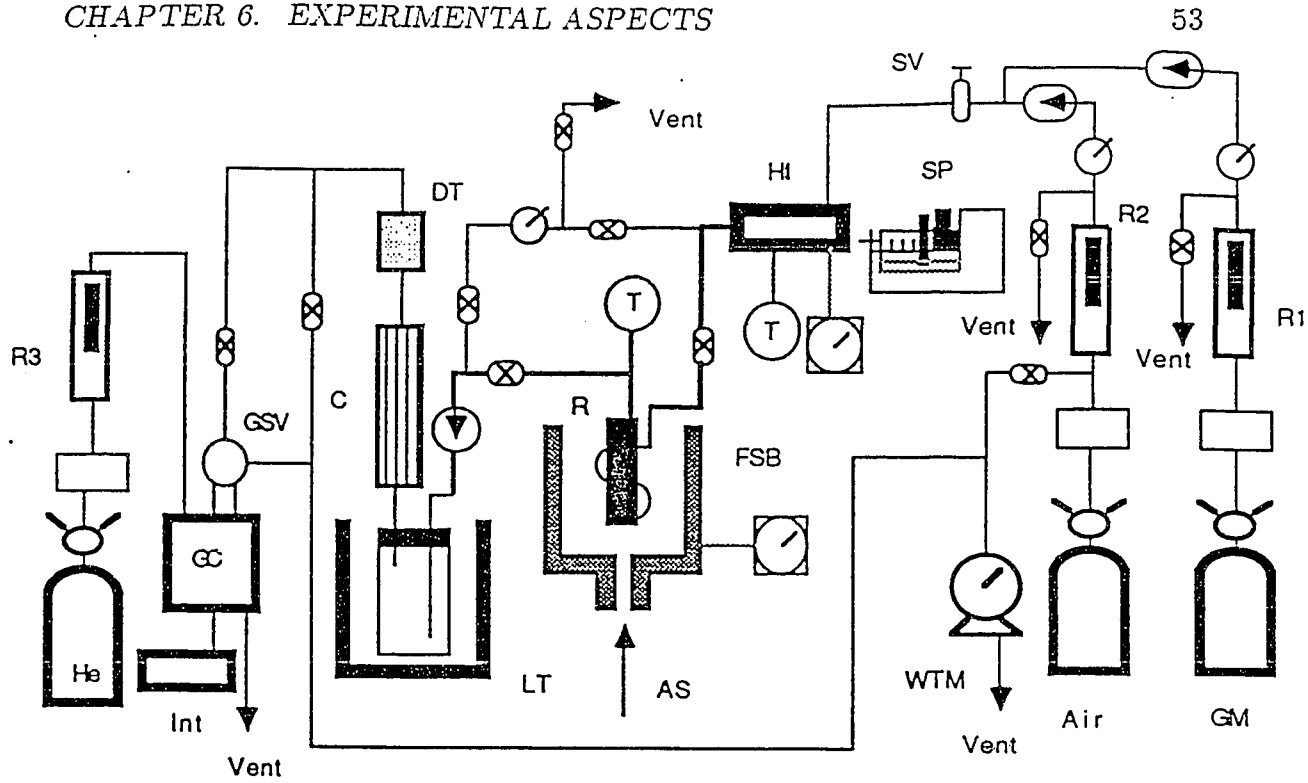 CHAPTER 6. EXPERIMENTAL ASPECTS 53
SV
Vent
DT
H1
SP
R2
T
R3
Vent
Vent
R1
T
C
R
GSV
FSB
GC
He
LT
AS
WTM
Int
Air
GM
Vent
Vent